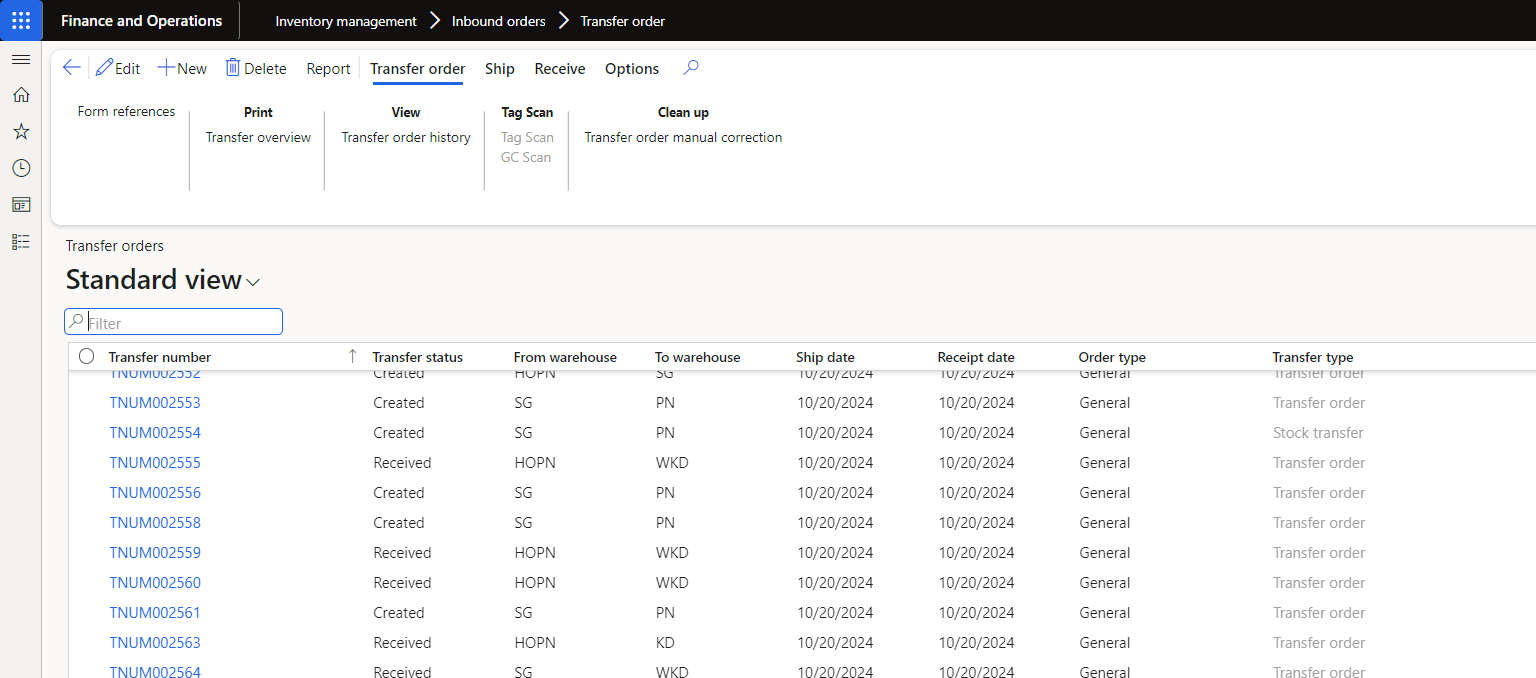 Finance and Operations Inventory management Inbound orders Transfer order
Edit New Delete Report Transfer order Ship Receive Options
Form references Print View Tag Scan Clean up
Transfer overview Transfer order history Tag Scan Transfer order manual correction
GC Scan
Transfer orders
Standard view
Filter
Transfer number Transfer status From warehouse To warehouse Ship date Receipt date Order type Transfer type
TNUM002552 Created HOPN SG 10/20/2024 10/20/2024 General Transfer order
TNUM002553 Created SG PN 10/20/2024 10/20/2024 General Transfer order
TNUM002554 Created SG PN 10/20/2024 10/20/2024 General Stock transfer
TNUM002555 Received HOPN WKD 10/20/2024 10/20/2024 General Transfer order
TNUM002556 Created SG PN 10/20/2024 10/20/2024 General Transfer order
TNUM002558 Created SG PN 10/20/2024 10/20/2024 General Transfer order
TNUM002559 Received HOPN WKD 10/20/2024 10/20/2024 General Transfer order
TNUM002560 Received HOPN WKD 10/20/2024 10/20/2024 General Transfer order
TNUM002561 Created SG PN 10/20/2024 10/20/2024 General Transfer order
TNUM002563 Received HOPN KD 10/20/2024 10/20/2024 General Transfer order
TNUM002564 Received SG WKD 10/20/2024 10/20/2024 General Transfer order